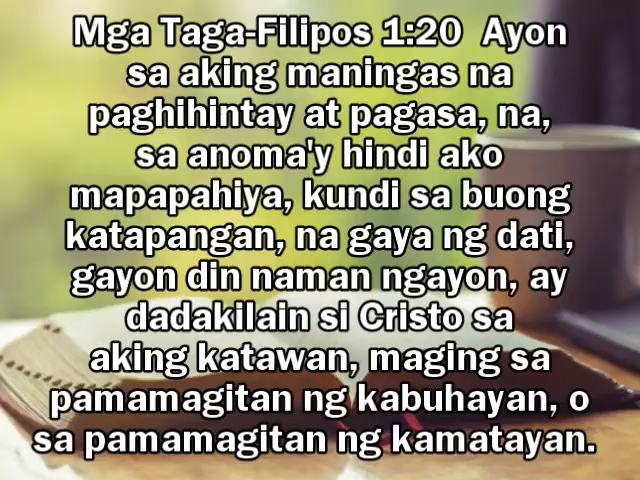 Mga Taga-Filipos 1:20  Ayon
sa aking maningas na
paghihintay at pagasa, na,
sa anoma'y hindi ako
mapapahiya, kundi sa buong
katapangan, na gaya ng dati,
gayon din naman ngayon, ay
dadakilain si Cristo sa
aking katawan, maging sa
pamamagitan ng kabuhayan, o
sa pamamagitan ng kamatayan.